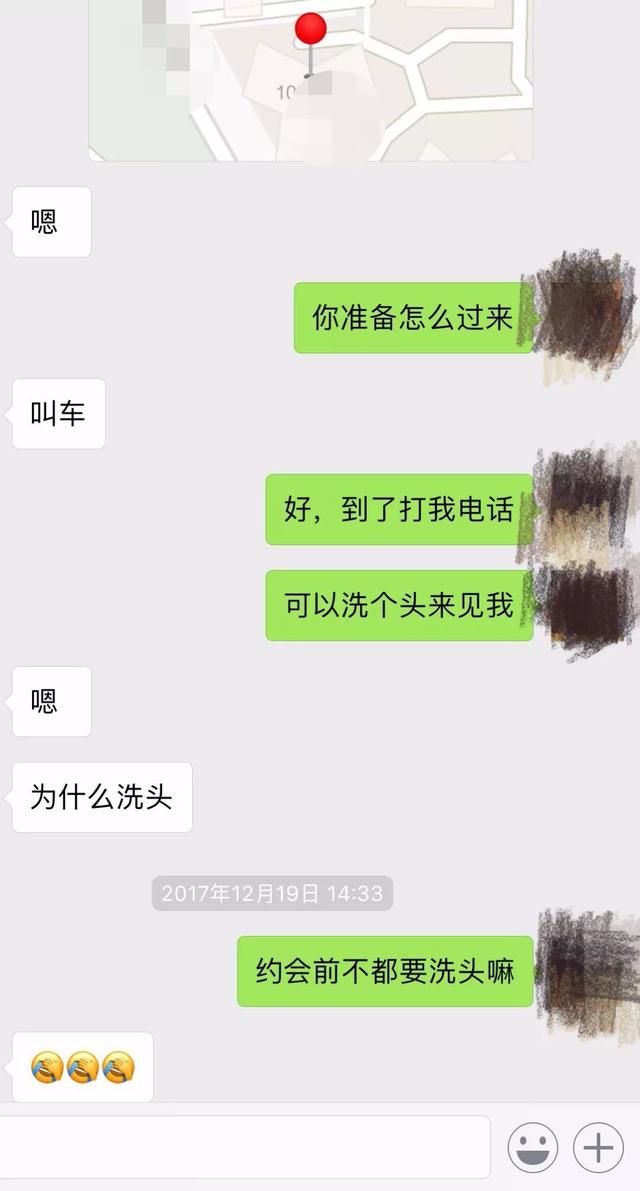 10
嗯
你准备怎么过来
叫车
好，到了打我电话
可以洗个头来见我
嗯
为什么洗头
2017年12月19日 14:33
约会前不都要洗头嘛